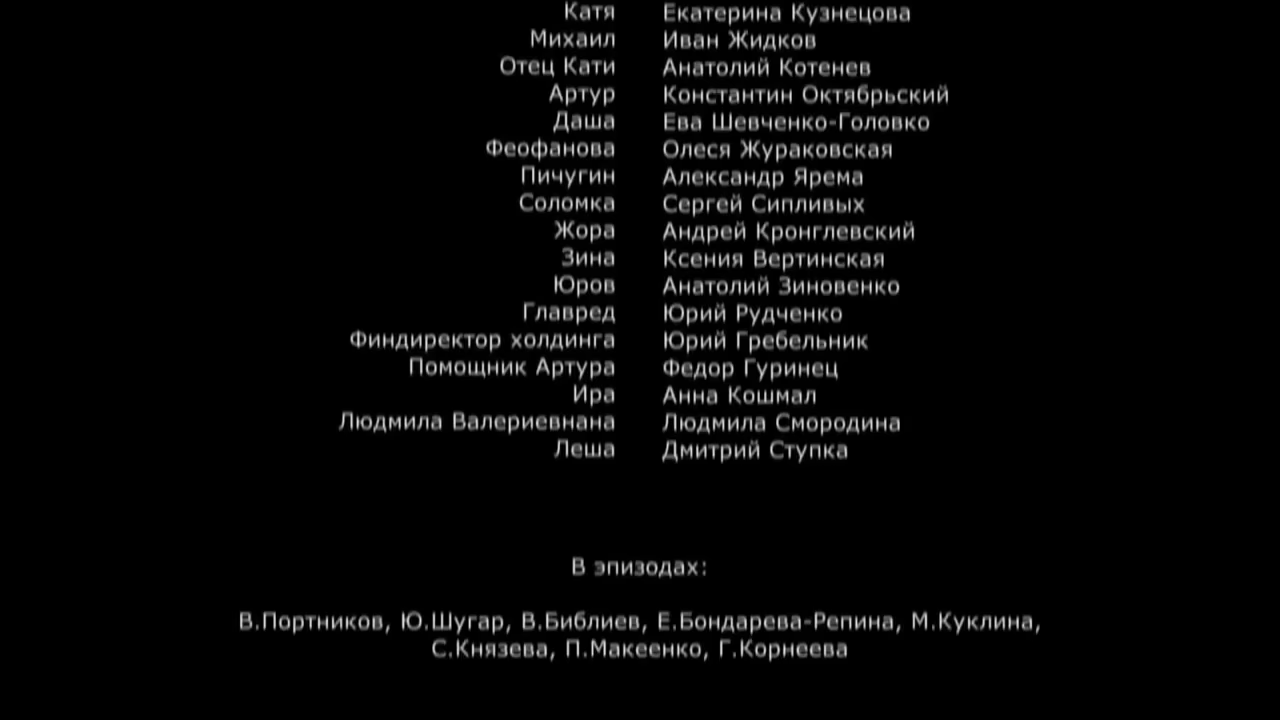 Катя Екатерина Кузнецова
Михаил Иван Жидков
Отец Кати Анатолий Котенев
Артур Константин Октябрьский
Даша Ева Шевченко-Головко
Феофанова Олеся Жураковская
Пичугин Александр Ярема
Соломка Сергей Сипливых
Жора Андрей Кронглевский
Зина Ксения Вертинская
Юров Анатолий Зиновенко
Главред Юрий Рудченко
Финдиректор холдинга Юрий Гребельник
Помощник Артура Федор Гуринец
Ира Анна Кошмал
Людмила Валериевнана Людмила Смородина
Леша Дмитрий Ступка
В эпизодах:
В.Портников, Ю.Шугар, В.Библиев, Е.Бондарева-Репина, М.Куклина,
С.Князева, П.Макеенко, Г.Корнеева